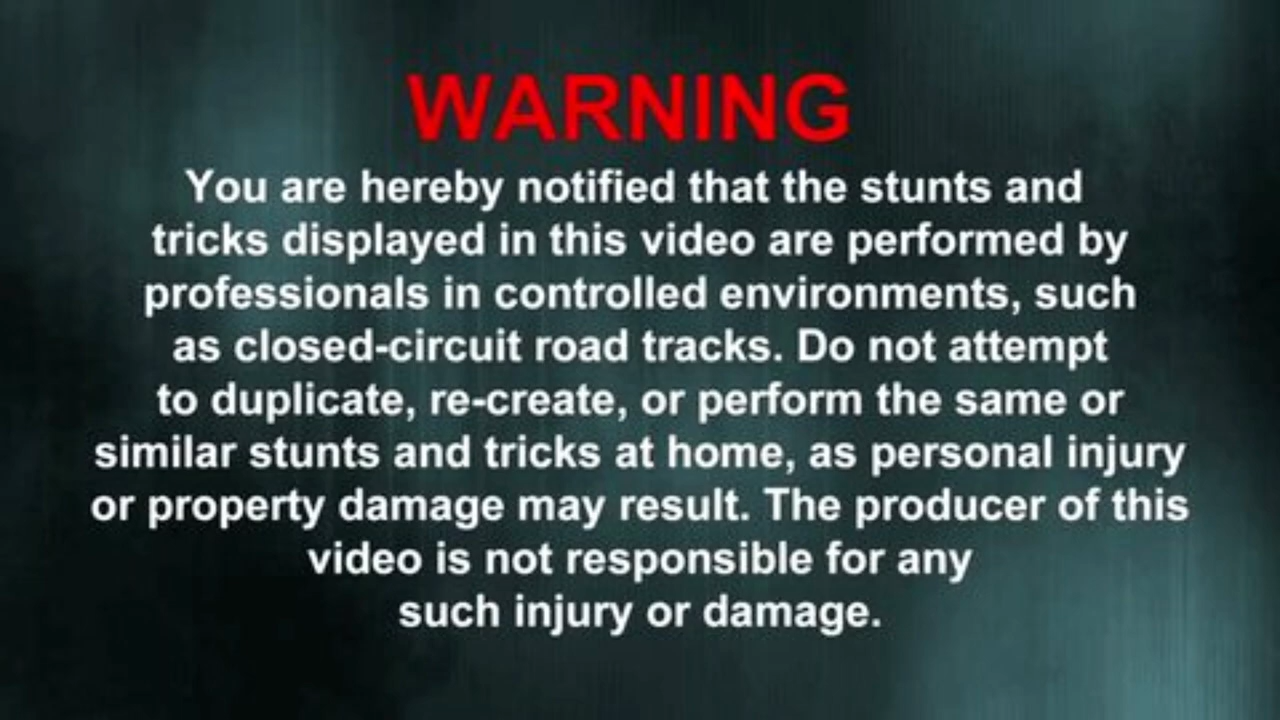 WARNING
You are hereby notified that the stunts and
tricks displayed in this video are performed by
professionals in controlled environments, such
as closed-circuit road tracks. Do not attempt
to duplicate, re-create, or perform the same or
similar stunts and tricks at home, as personal injury
or property damage may result. The producer of this
video is not responsible for any
such injury or damage.